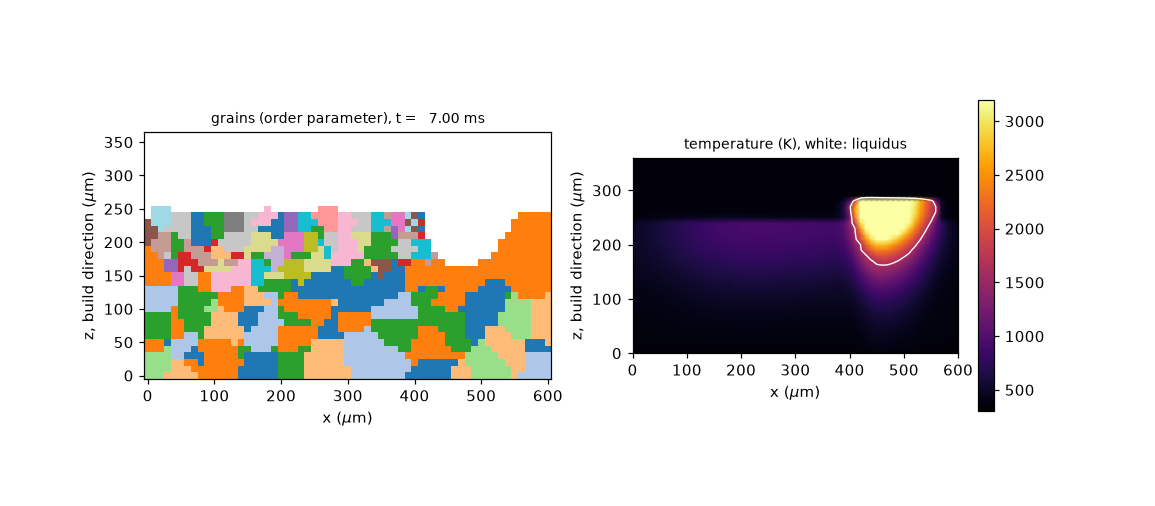 grains (order parameter), t =   7.00 ms
350
300
250
200
150
100
50
0
z, build direction (μm)
0 100 200 300 400 500 600
x (μm)
temperature (K), white: liquidus
300
200
100
0
z, build direction (μm)
0 100 200 300 400 500 600
x (μm)
3000
2500
2000
1500
1000
500